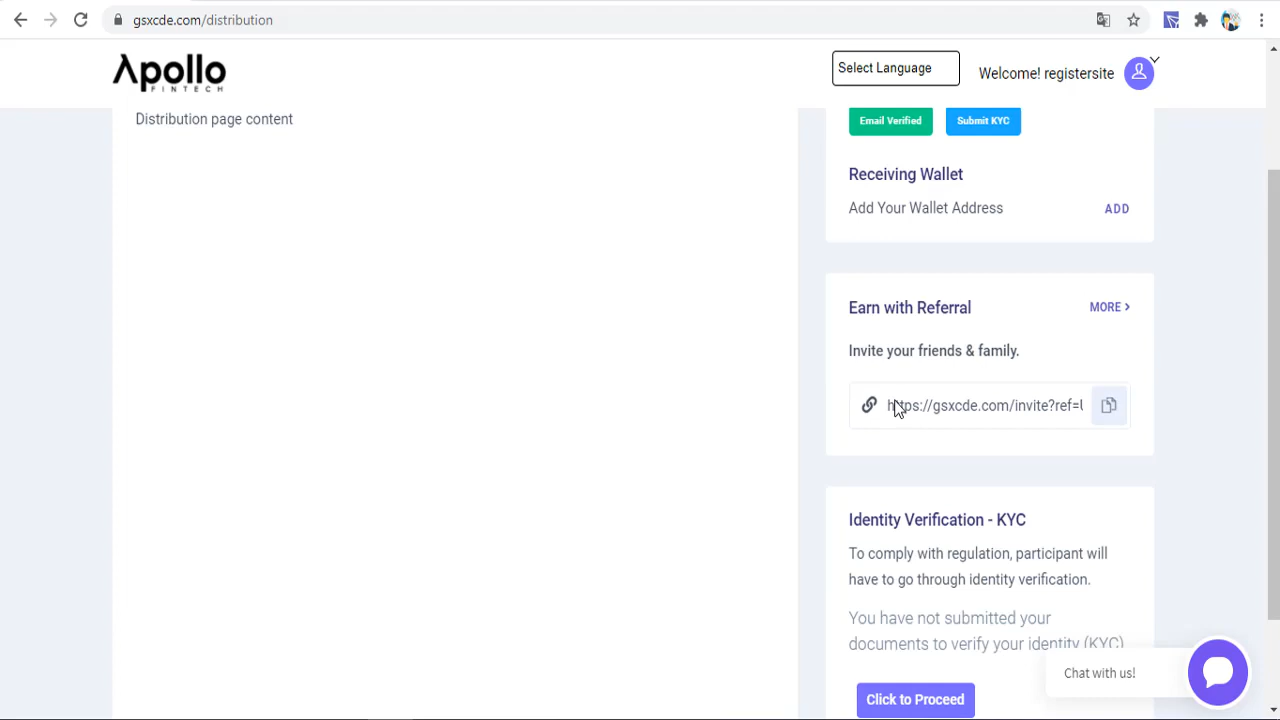 gsxcde.com/distribution
Apollo
FINTECH
Select Language
Welcome! registersite
Distribution page content
Email Verified
Submit KYC
Receiving Wallet
Add Your Wallet Address
ADD
Earn with Referral
MORE >
Invite your friends & family.
https://gsxcde.com/invite?ref=
Identity Verification - KYC
To comply with regulation, participant will
have to go through identity verification.
You have not submitted your
documents to verify your identity (KYC)
Chat with us!
Click to Proceed